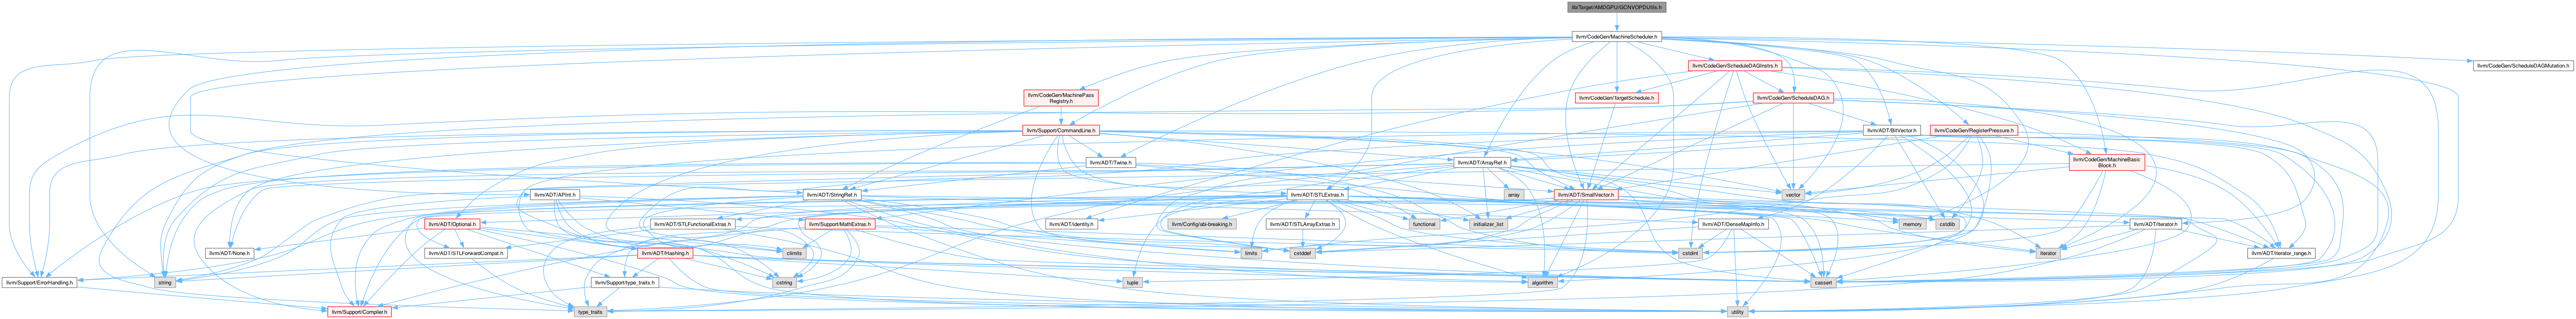 lib/Target/AMDGPU/GCNVOPDUtils.h
llvm/CodeGen/MachineScheduler.h
llvm/CodeGen/ScheduleDAGInstrs.h
llvm/CodeGen/ScheduleDAGMutation.h
llvm/CodeGen/MachinePass
Registry.h
llvm/CodeGen/TargetSchedule.h
llvm/CodeGen/ScheduleDAG.h
llvm/Support/CommandLine.h
llvm/ADT/BitVector.h
llvm/CodeGen/RegisterPressure.h
llvm/ADT/Twine.h
llvm/ADT/ArrayRef.h
llvm/CodeGen/MachineBasic
Block.h
llvm/ADT/APInt.h
llvm/ADT/StringRef.h
llvm/ADT/STLExtras.h
array
llvm/ADT/SmallVector.h
vector
llvm/ADT/Optional.h
llvm/ADT/STLFunctionalExtras.h
llvm/Support/MathExtras.h
llvm/ADT/identity.h
llvm/Config/abi-breaking.h
llvm/ADT/STLArrayExtras.h
functional
initializer_list
llvm/ADT/DenseMapInfo.h
memory
cstdlib
llvm/ADT/iterator.h
llvm/ADT/None.h
llvm/ADT/STLForwardCompat.h
llvm/ADT/Hashing.h
climits
limits
cstddef
cstdint
iterator
llvm/ADT/iterator_range.h
llvm/Support/ErrorHandling.h
string
llvm/Support/type_traits.h
cstring
tuple
algorithm
cassert
llvm/Support/Compiler.h
type_traits
utility